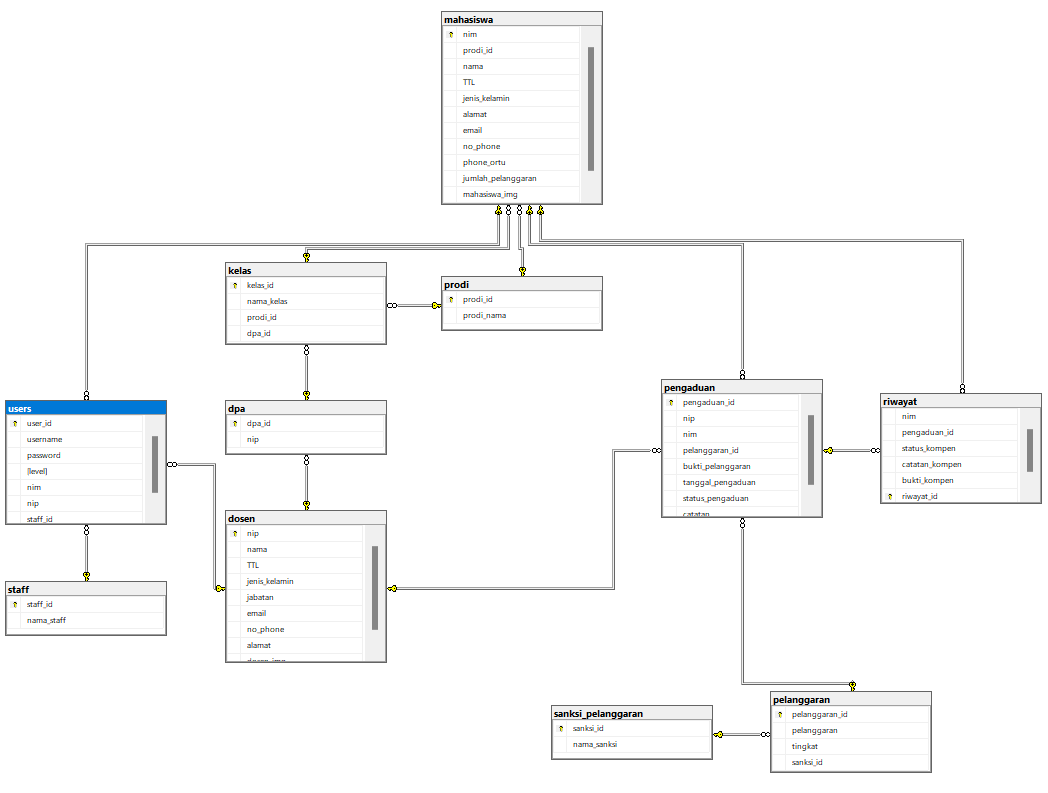 mahasiswa
nim
prodi_id
nama
TTL
jenis_kelamin
alamat
email
no_phone
phone_ortu
jumlah_pelanggaran
mahasiswa_img
kelas
kelas_id
nama_kelas
prodi_id
dpa_id
prodi
prodi_id
prodi_nama
users
user_id
username
password
[level]
nim
nip
staff_id
dpa
dpa_id
nip
pengaduan
pengaduan_id
nip
nim
pelanggaran_id
bukti_pelanggaran
tanggal_pengaduan
status_pengaduan
catatan
riwayat
nim
pengaduan_id
status_kompen
catatan_kompen
bukti_kompen
riwayat_id
dosen
nip
nama
TTL
jenis_kelamin
jabatan
email
no_phone
alamat
dosen_img
staff
staff_id
nama_staff
sanksi_pelanggaran
sanksi_id
nama_sanksi
pelanggaran
pelanggaran_id
pelanggaran
tingkat
sanksi_id